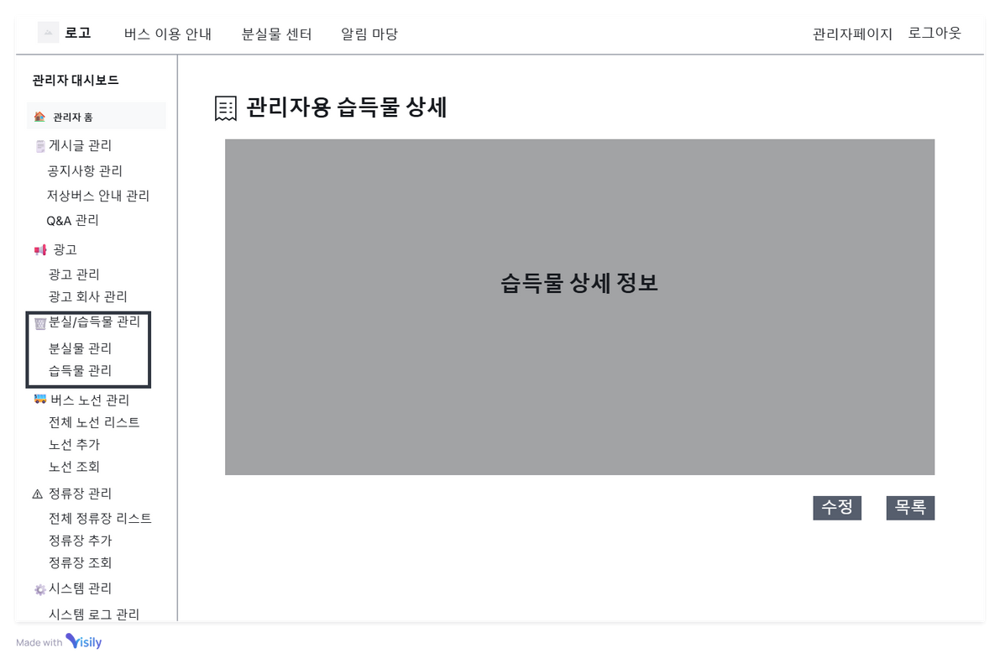 로고 버스 이용 안내 분실물 센터 알림 마당 관리자페이지 로그아웃
관리자 대시보드
관리자 홈
게시글 관리
공지사항 관리
저상버스 안내 관리
Q&A 관리
광고
광고 관리
광고 회사 관리
분실/습득물 관리
분실물 관리
습득물 관리
버스 노선 관리
전체 노선 리스트
노선 추가
노선 조회
정류장 관리
전체 정류장 리스트
정류장 추가
정류장 조회
시스템 관리
시스템 로그 관리
관리자용 습득물 상세
습득물 상세 정보
수정 목록
Made with Visily